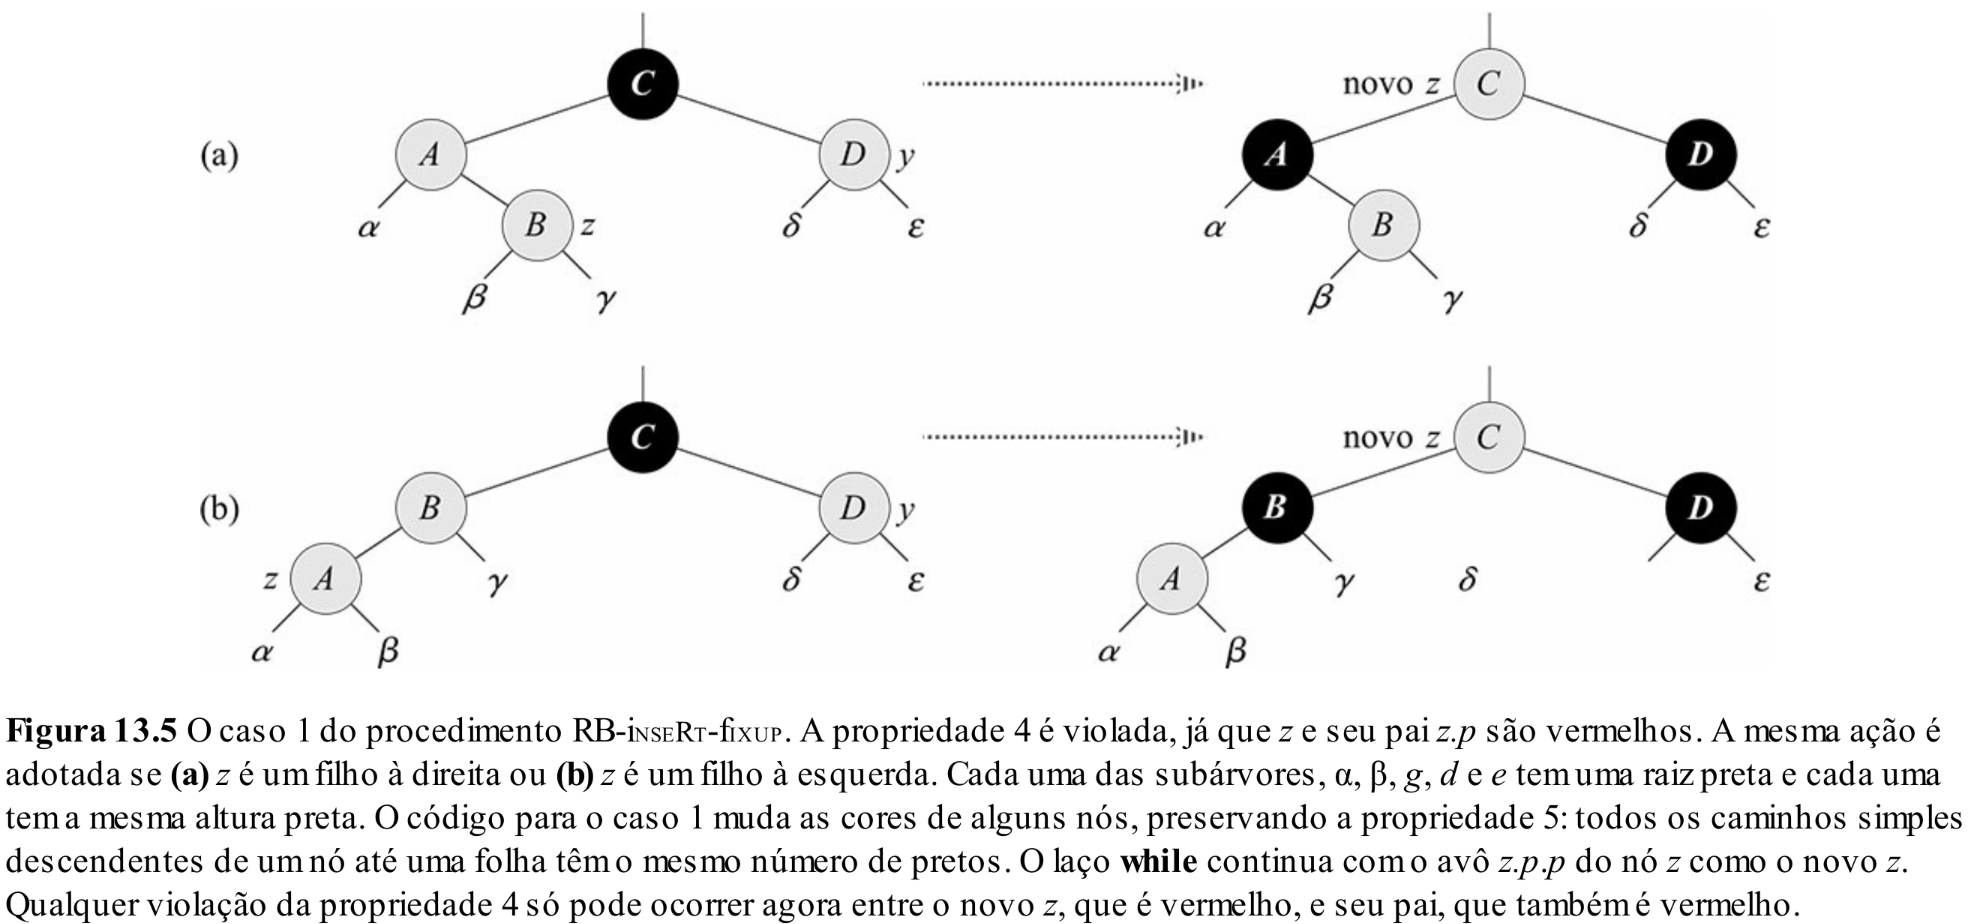 C
novo z C
(a) A D y A D
α B z δ ε α B δ ε
β γ β γ
C
novo z C
(b) B D y B D
z A γ δ ε A γ δ ε
α β α β
Figura 13.5 O caso 1 do procedimento RB-iNSERT-fIXUP. A propriedade 4 é violada, já que z e seu pai z.p são vermelhos. A mesma ação é
adotada se (a) z é um filho à direita ou (b) z é um filho à esquerda. Cada uma das subárvores, α, β, g, d e e tem uma raiz preta e cada uma
tem a mesma altura preta. O código para o caso 1 muda as cores de alguns nós, preservando a propriedade 5: todos os caminhos simples
descendentes de um nó até uma folha têm o mesmo número de pretos. O laço while continua com o avô z.p.p do nó z como o novo z.
Qualquer violação da propriedade 4 só pode ocorrer agora entre o novo z, que é vermelho, e seu pai, que também é vermelho.